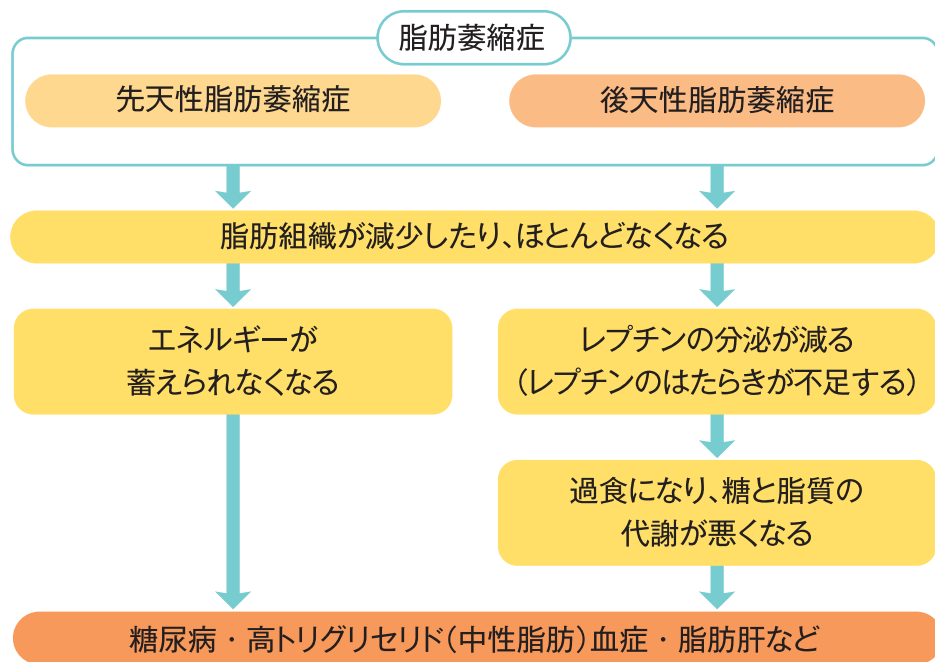 脂肪萎縮症
先天性脂肪萎縮症
後天性脂肪萎縮症
脂肪組織が減少したり、ほとんどなくなる
エネルギーが
蓄えられなくなる
レプチンの分泌が減る
（レプチンのはたらきが不足する）
過食になり、糖と脂質の
代謝が悪くなる
糖尿病・高トリグリセリド（中性脂肪）血症・脂肪肝など